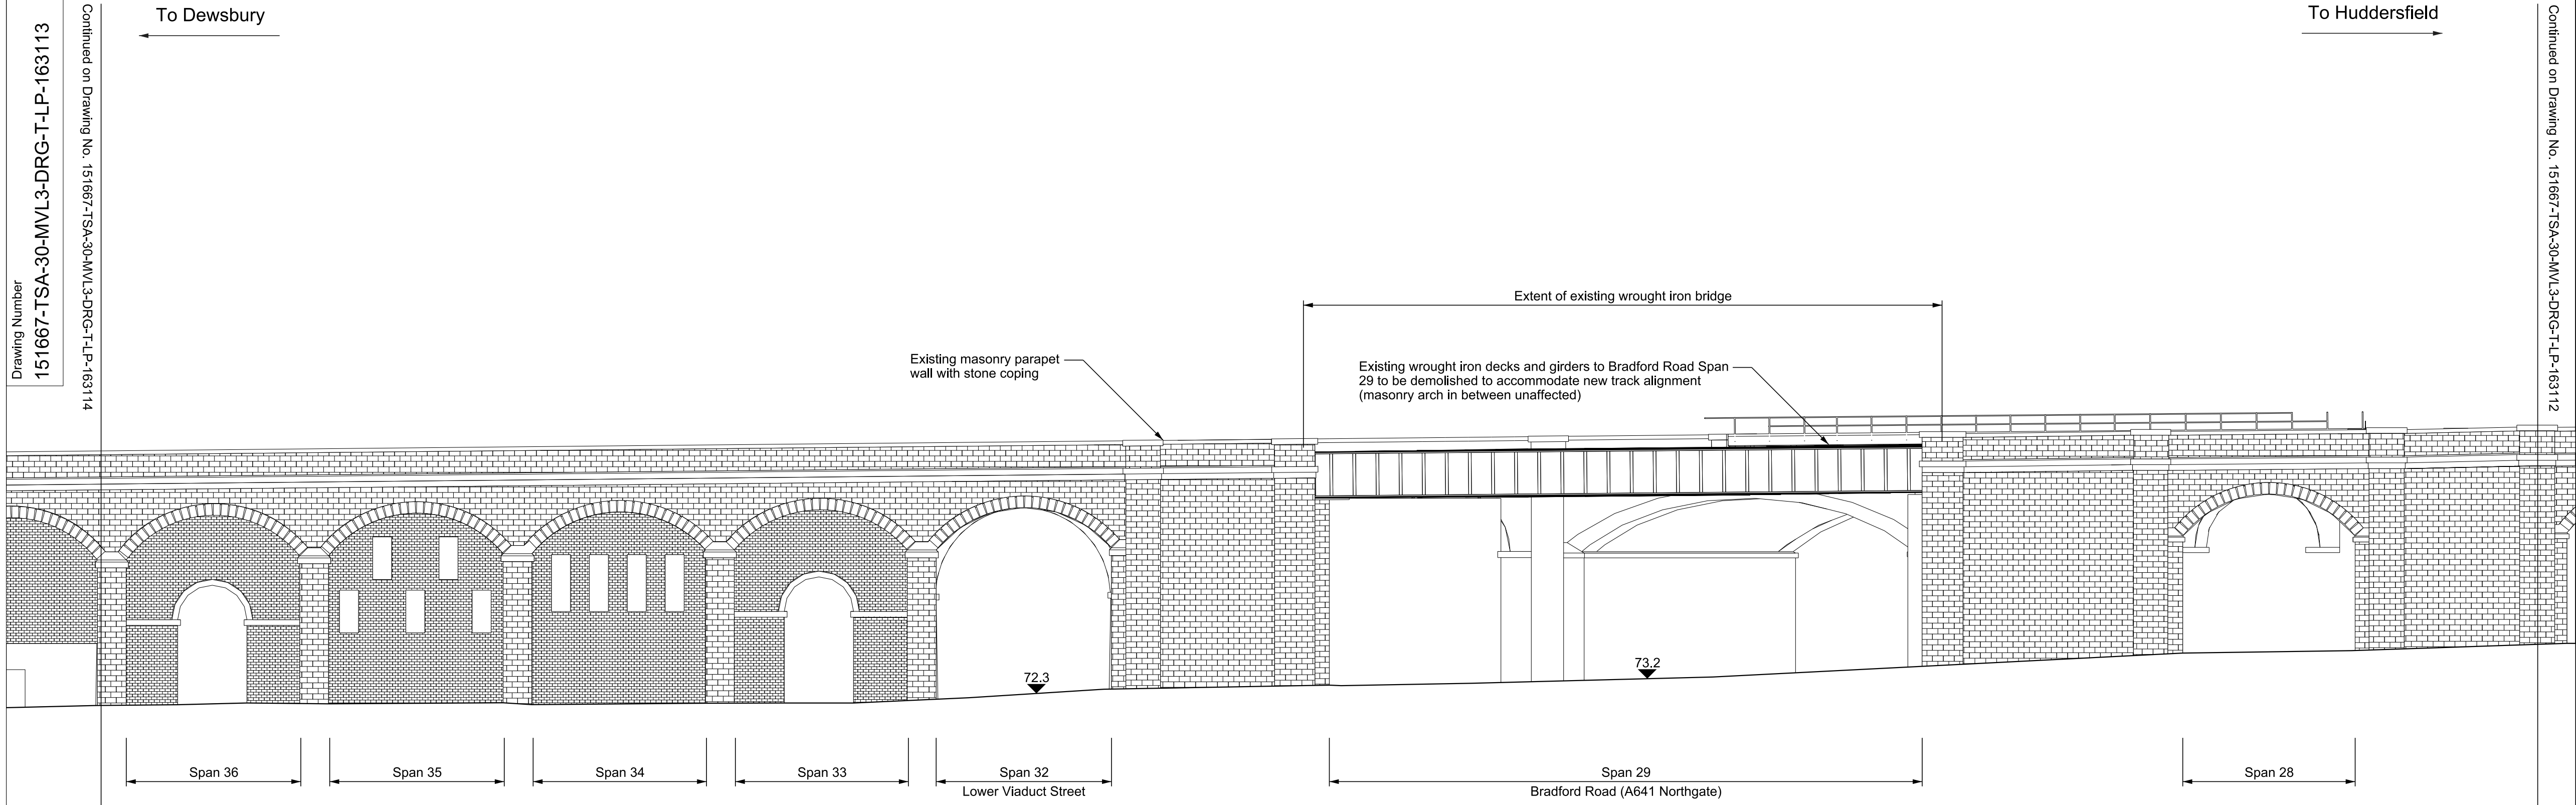 Drawing Number
151667-TSA-30-MVL3-DRG-T-LP-163113
Continued on Drawing No. 151667-TSA-30-MVL3-DRG-T-LP-163114
To Dewsbury
To Huddersfield
Continued on Drawing No. 151667-TSA-30-MVL3-DRG-T-LP-163112
Extent of existing wrought iron bridge
Existing masonry parapet
wall with stone coping
Existing wrought iron decks and girders to Bradford Road Span
29 to be demolished to accommodate new track alignment
(masonry arch in between unaffected)
72.3
73.2
Span 36
Span 35
Span 34
Span 33
Span 32
Lower Viaduct Street
Span 29
Bradford Road (A641 Northgate)
Span 28